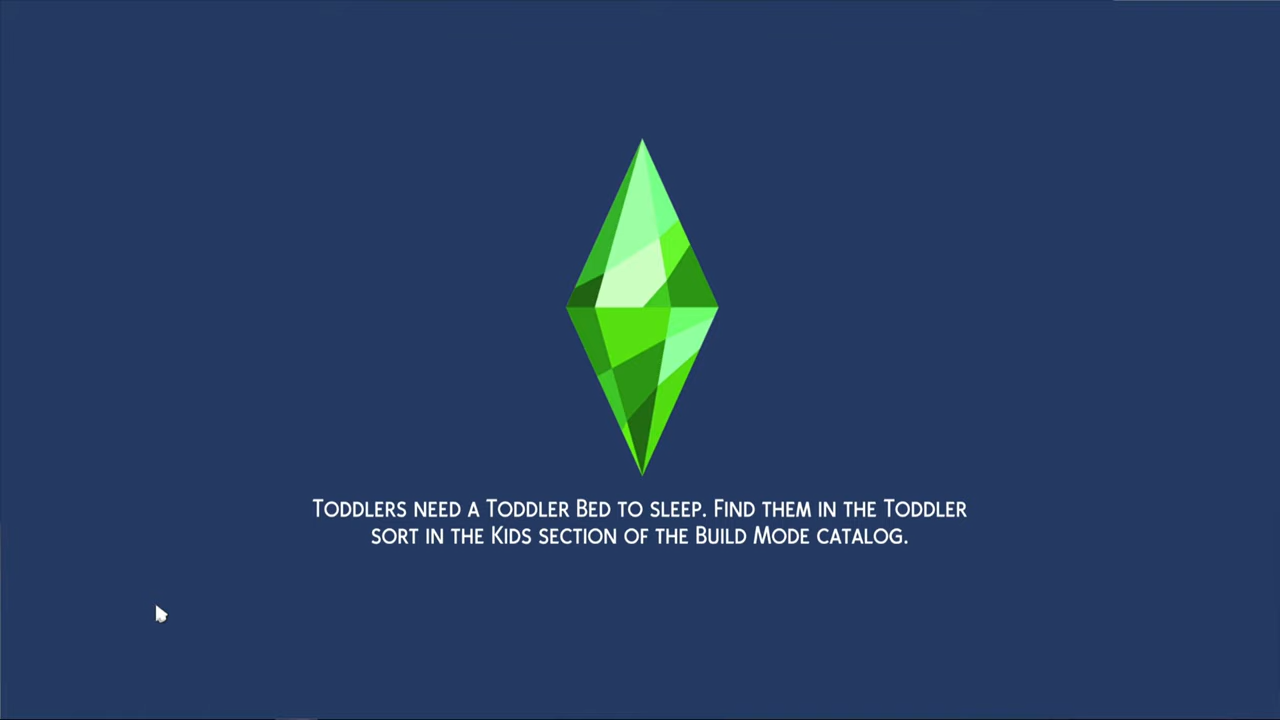 Toddlers need a Toddler Bed to sleep. Find them in the Toddler
sort in the Kids section of the Build Mode catalog.